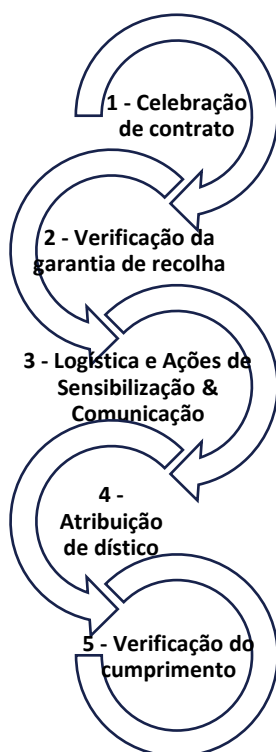 1 - Celebração
de contrato
2 - Verificação da
garantia de recolha
3 - Logística e Ações de
Sensibilização &
Comunicação
4 -
Atribuição
de dístico
5 - Verificação do
cumprimento